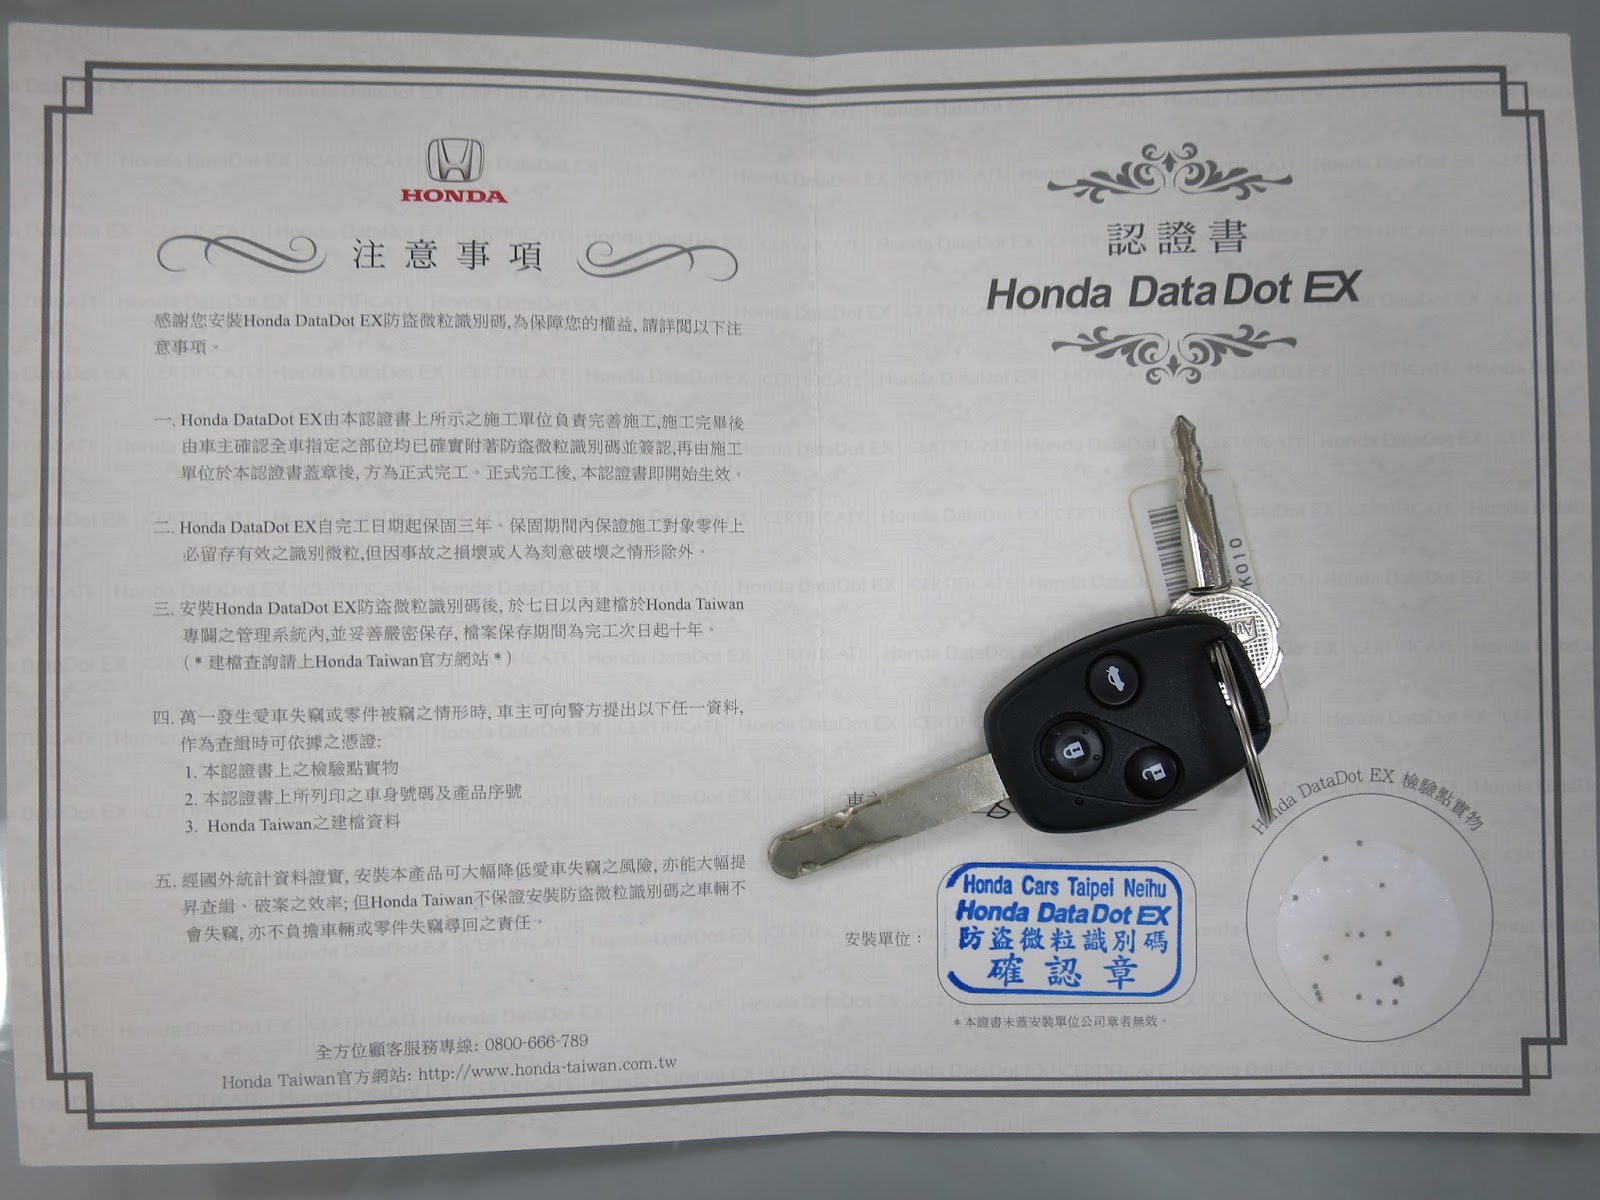 HONDA
注意事項
感謝您安裝Honda DataDot EX防盜微粒識別碼,為保障您的權益, 請詳閱以下注
意事項。
一. Honda DataDot EX由本認證書上所示之施工單位負責完善施工,施工完畢後
由車主確認全車指定之部位均已確實附著防盜微粒識別碼並簽認,再由施工
單位於本認證書蓋章後, 方為正式完工。正式完工後, 本認證書即開始生效。
二. Honda DataDot EX自完工日期起保固三年。保固期間內保證施工對象零件上
必留存有效之識別微粒,但因事故之損壞或人為刻意破壞之情形除外。
三. 安裝Honda DataDot EX防盜微粒識別碼後, 於七日以內建檔於Honda Taiwan
專關之管理系統內,並妥善嚴密保存, 檔案保存期間為完工次日起十年。
(* 建檔查詢請上Honda Taiwan官方網站 *)
四. 萬一發生愛車失竊或零件被竊之情形時, 車主可向警方提出以下任一資料,
作為查緝時可依據之憑證:
1. 本認證書上之檢驗點實物
2. 本認證書上所列印之車身號碼及產品序號
3. Honda Taiwan之建檔資料
五. 經國外統計資料證實, 安裝本產品可大幅降低愛車失竊之風險, 亦能大幅提
昇查緝、破案之效率; 但Honda Taiwan不保證安裝防盜微粒識別碼之車輛不
會失竊, 亦不負擔車輛或零件失竊尋回之責任。
全方位顧客服務專線: 0800-666-789
Honda Taiwan官方網站: http://www.honda-taiwan.com.tw
認證書
Honda DataDot EX
K010
車主
安裝單位：
Honda Cars Taipei Neihu
Honda DataDot EX
防盜微粒識別碼
確認章
*本證書未蓋安裝單位公司章者無效。
Honda DataDot EX 檢驗點實物